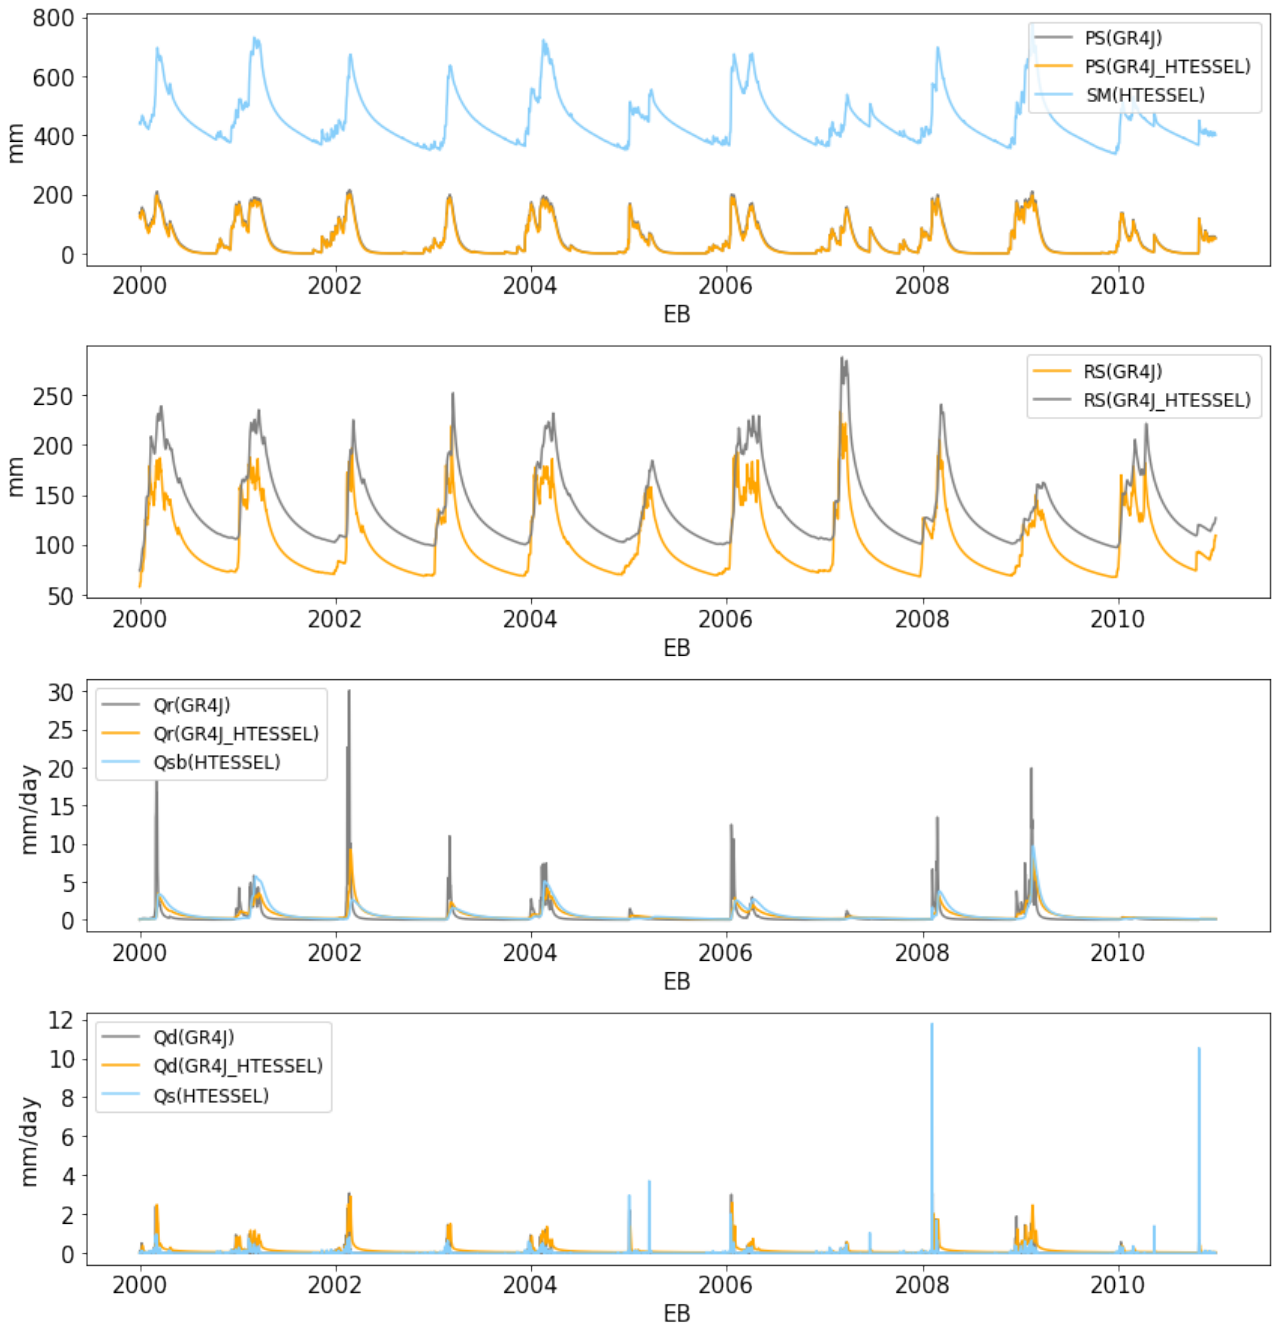 800
600
400
200
0
mm
PS(GR4J)
PS(GR4J_HTESSEL)
SM(HTESSEL)
2000 2002 2004 2006 2008 2010
EB
250
200
150
100
50
mm
RS(GR4J)
RS(GR4J_HTESSEL)
2000 2002 2004 2006 2008 2010
EB
30
25
20
15
10
5
0
mm/day
Qr(GR4J)
Qr(GR4J_HTESSEL)
Qsb(HTESSEL)
2000 2002 2004 2006 2008 2010
EB
12
10
8
6
4
2
0
mm/day
Qd(GR4J)
Qd(GR4J_HTESSEL)
Qs(HTESSEL)
2000 2002 2004 2006 2008 2010
EB